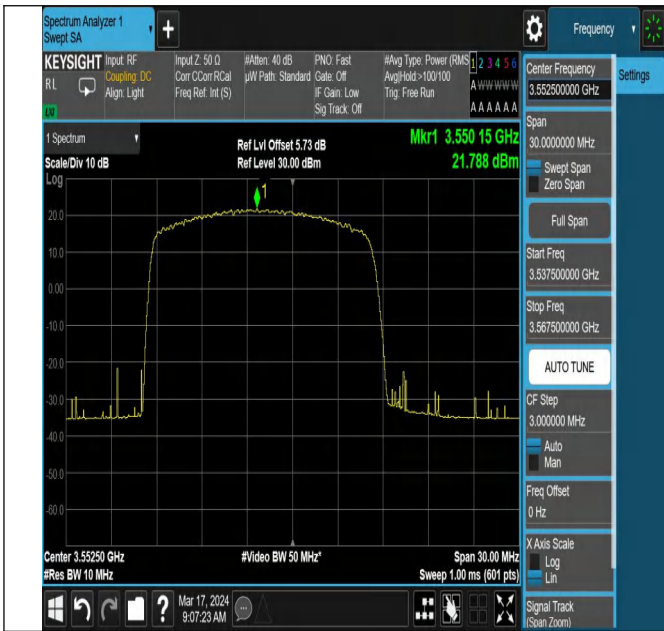 Spectrum Analyzer 1
Swept SA
Frequency
KEYSIGHT
RL
LXI
Input: RF
Coupling: DC
Align: Light
Input Z: 50 Ω
Corr CCorr RCal
Freq Ref: Int (S)
#Atten: 40 dB
µW Path: Standard
PNO: Fast
Gate: Off
IF Gain: Low
Sig Track: Off
#Avg Type: Power (RMS
Avg|Hold:>100/100
Trig: Free Run
1 2 3 4 5 6
A W W W W W
A A A A A A
1 Spectrum
Scale/Div 10 dB
Log
Ref Lvl Offset 5.73 dB
Ref Level 30.00 dBm
Mkr1 3.550 15 GHz
21.788 dBm
1
20.0
10.0
0.00
-10.0
-20.0
-30.0
-40.0
-50.0
-60.0
Center 3.55250 GHz
#Res BW 10 MHz
#Video BW 50 MHz*
Span 30.00 MHz
Sweep 1.00 ms (601 pts)
Mar 17, 2024
9:07:23 AM
Center Frequency
3.552500000 GHz
Settings
Span
30.0000000 MHz
Swept Span
Zero Span
Full Span
Start Freq
3.537500000 GHz
Stop Freq
3.567500000 GHz
AUTO TUNE
CF Step
3.000000 MHz
Auto
Man
Freq Offset
0 Hz
X Axis Scale
Log
Lin
Signal Track
(Span Zoom)